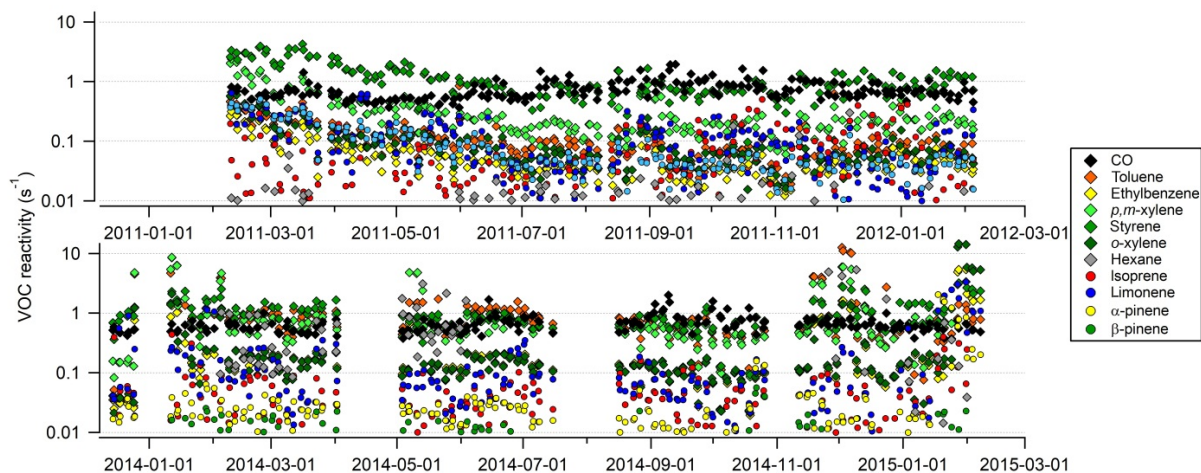 10
1
0.1
0.01
2011-01-01 2011-03-01 2011-05-01 2011-07-01 2011-09-01 2011-11-01 2012-01-01 2012-03-01
VOC reactivity (s⁻¹)
10
1
0.1
0.01
2014-01-01 2014-03-01 2014-05-01 2014-07-01 2014-09-01 2014-11-01 2015-01-01 2015-03-01
CO
Toluene
Ethylbenzene
p,m-xylene
Styrene
o-xylene
Hexane
Isoprene
Limonene
α-pinene
β-pinene